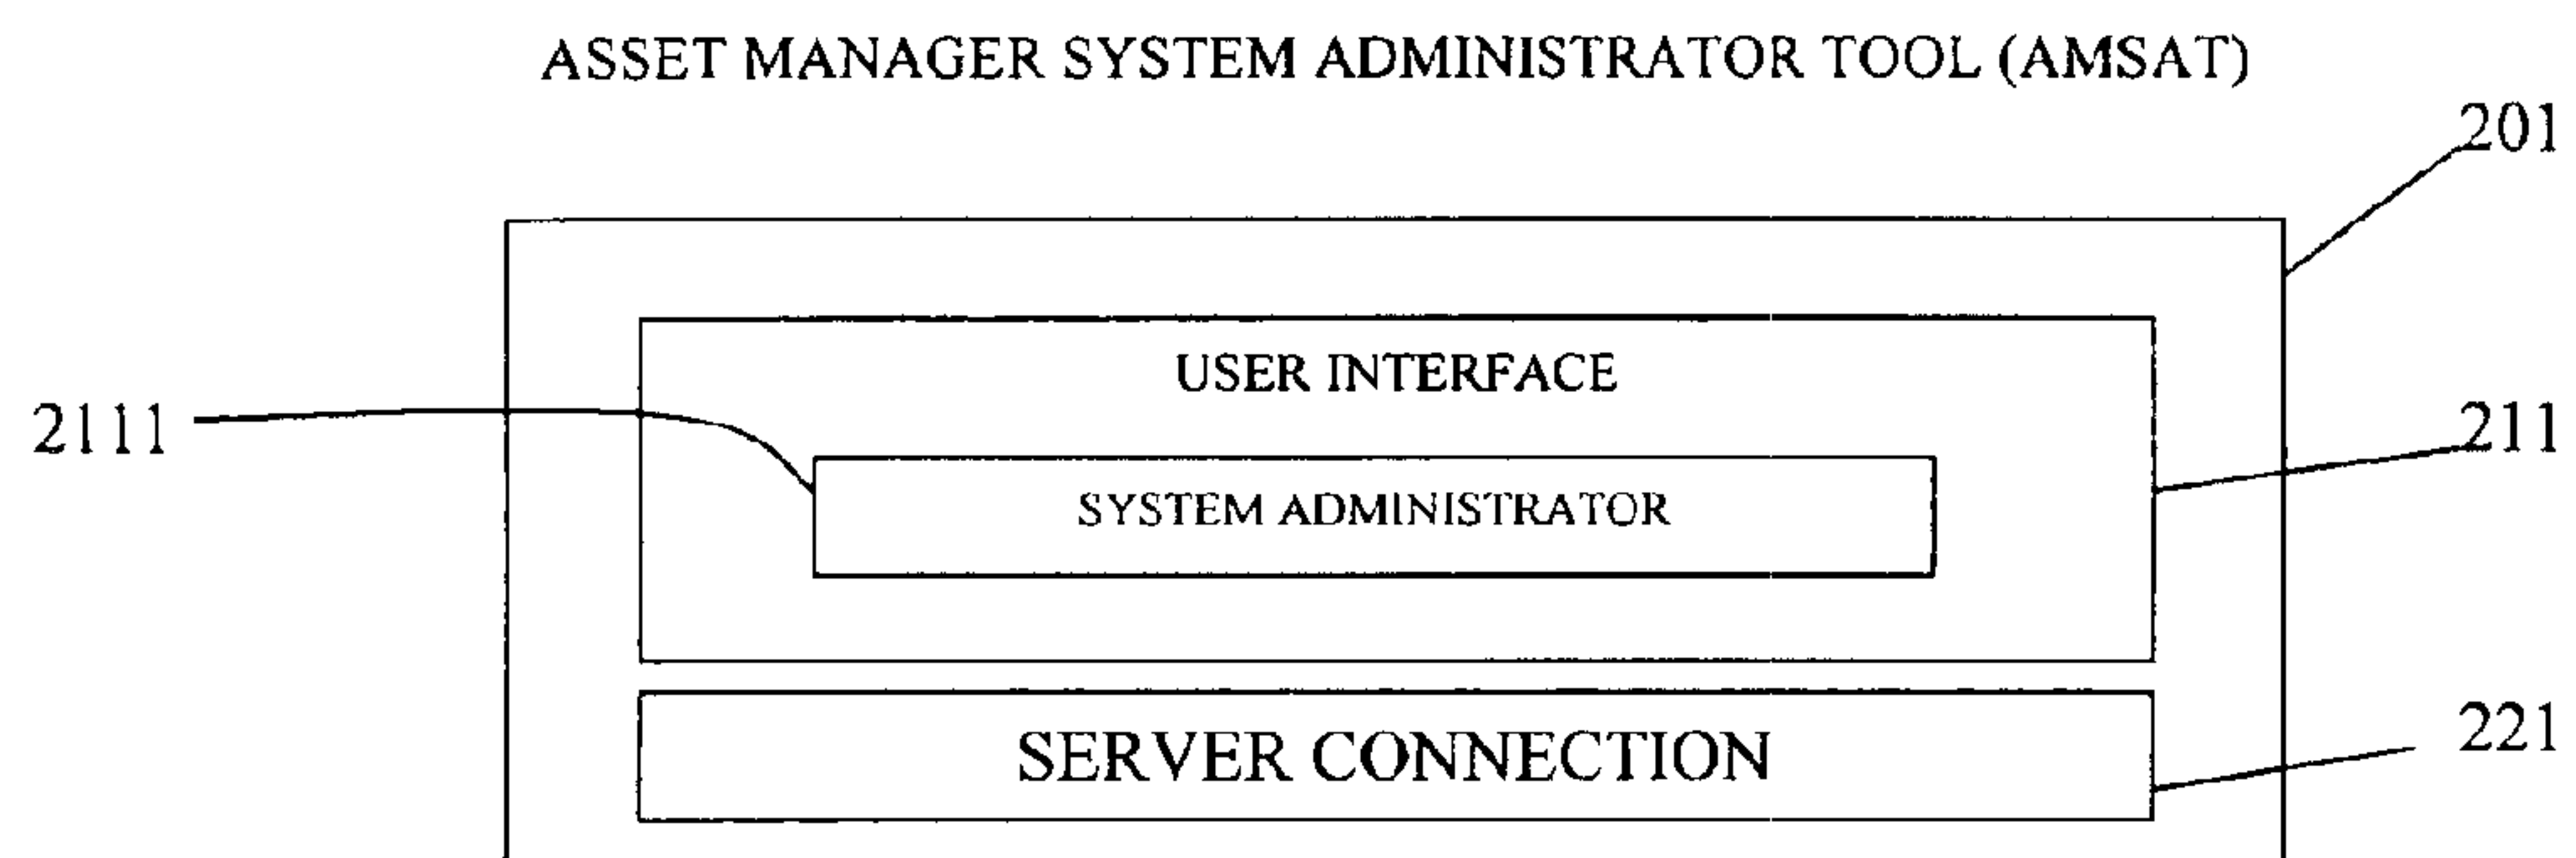 ASSET MANAGER SYSTEM ADMINISTRATOR TOOL (AMSAT)
201
USER INTERFACE
2111
211
SYSTEM ADMINISTRATOR
221
SERVER CONNECTION